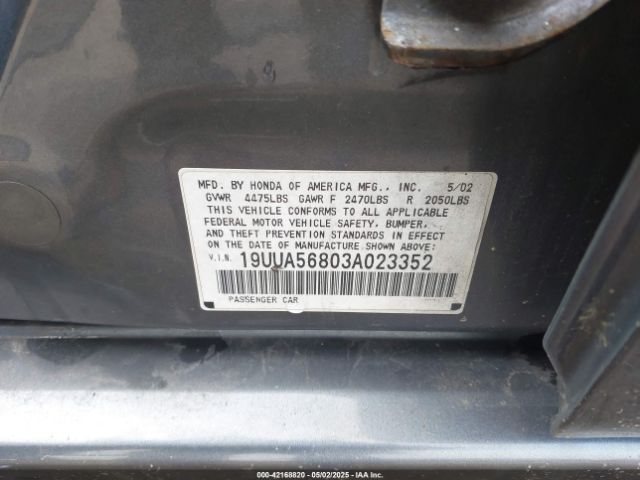 MFD. BY HONDA OF AMERICA MFG., INC. 5/02
GVWR 4475LBS GAWR F 2470LBS R 2050LBS
THIS VEHICLE CONFORMS TO ALL APPLICABLE
FEDERAL MOTOR VEHICLE SAFETY, BUMPER,
AND THEFT PREVENTION STANDARDS IN EFFECT
ON THE DATE OF MANUFACTURE SHOWN ABOVE:
V.I.N. 19UUA56803A023352
PASSENGER CAR
000-42168820 - 05/02/2025 - IAA Inc.